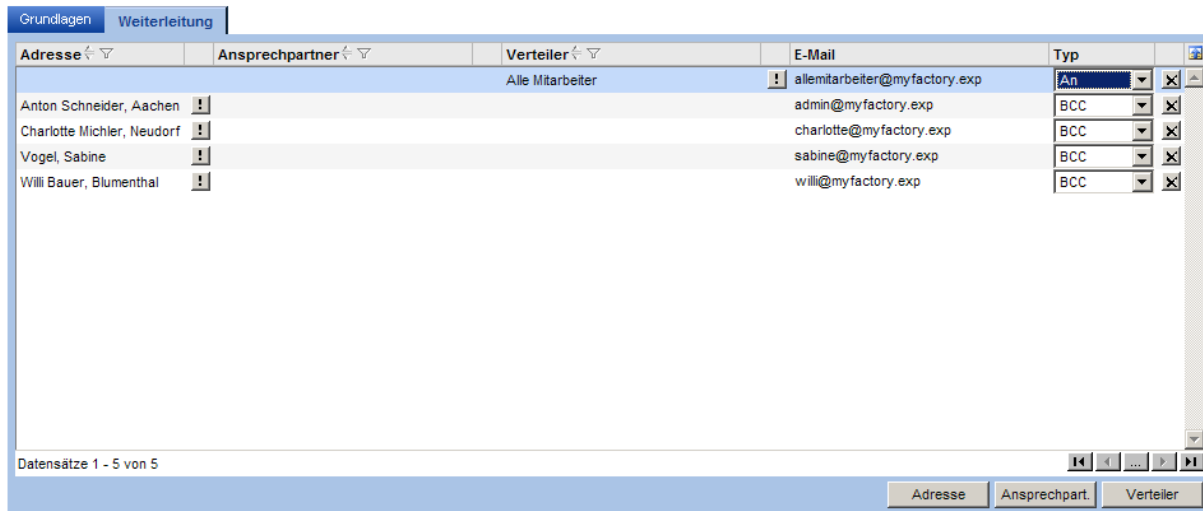 Grundlagen Weiterleitung
Adresse Ansprechpartner Verteiler E-Mail Typ
Alle Mitarbeiter ! allemitarbeiter@myfactory.exp An
Anton Schneider, Aachen ! admin@myfactory.exp BCC
Charlotte Michler, Neudorf ! charlotte@myfactory.exp BCC
Vogel, Sabine ! sabine@myfactory.exp BCC
Willi Bauer, Blumenthal ! willi@myfactory.exp BCC
Datensätze 1 - 5 von 5 ...
Adresse Ansprechpart. Verteiler